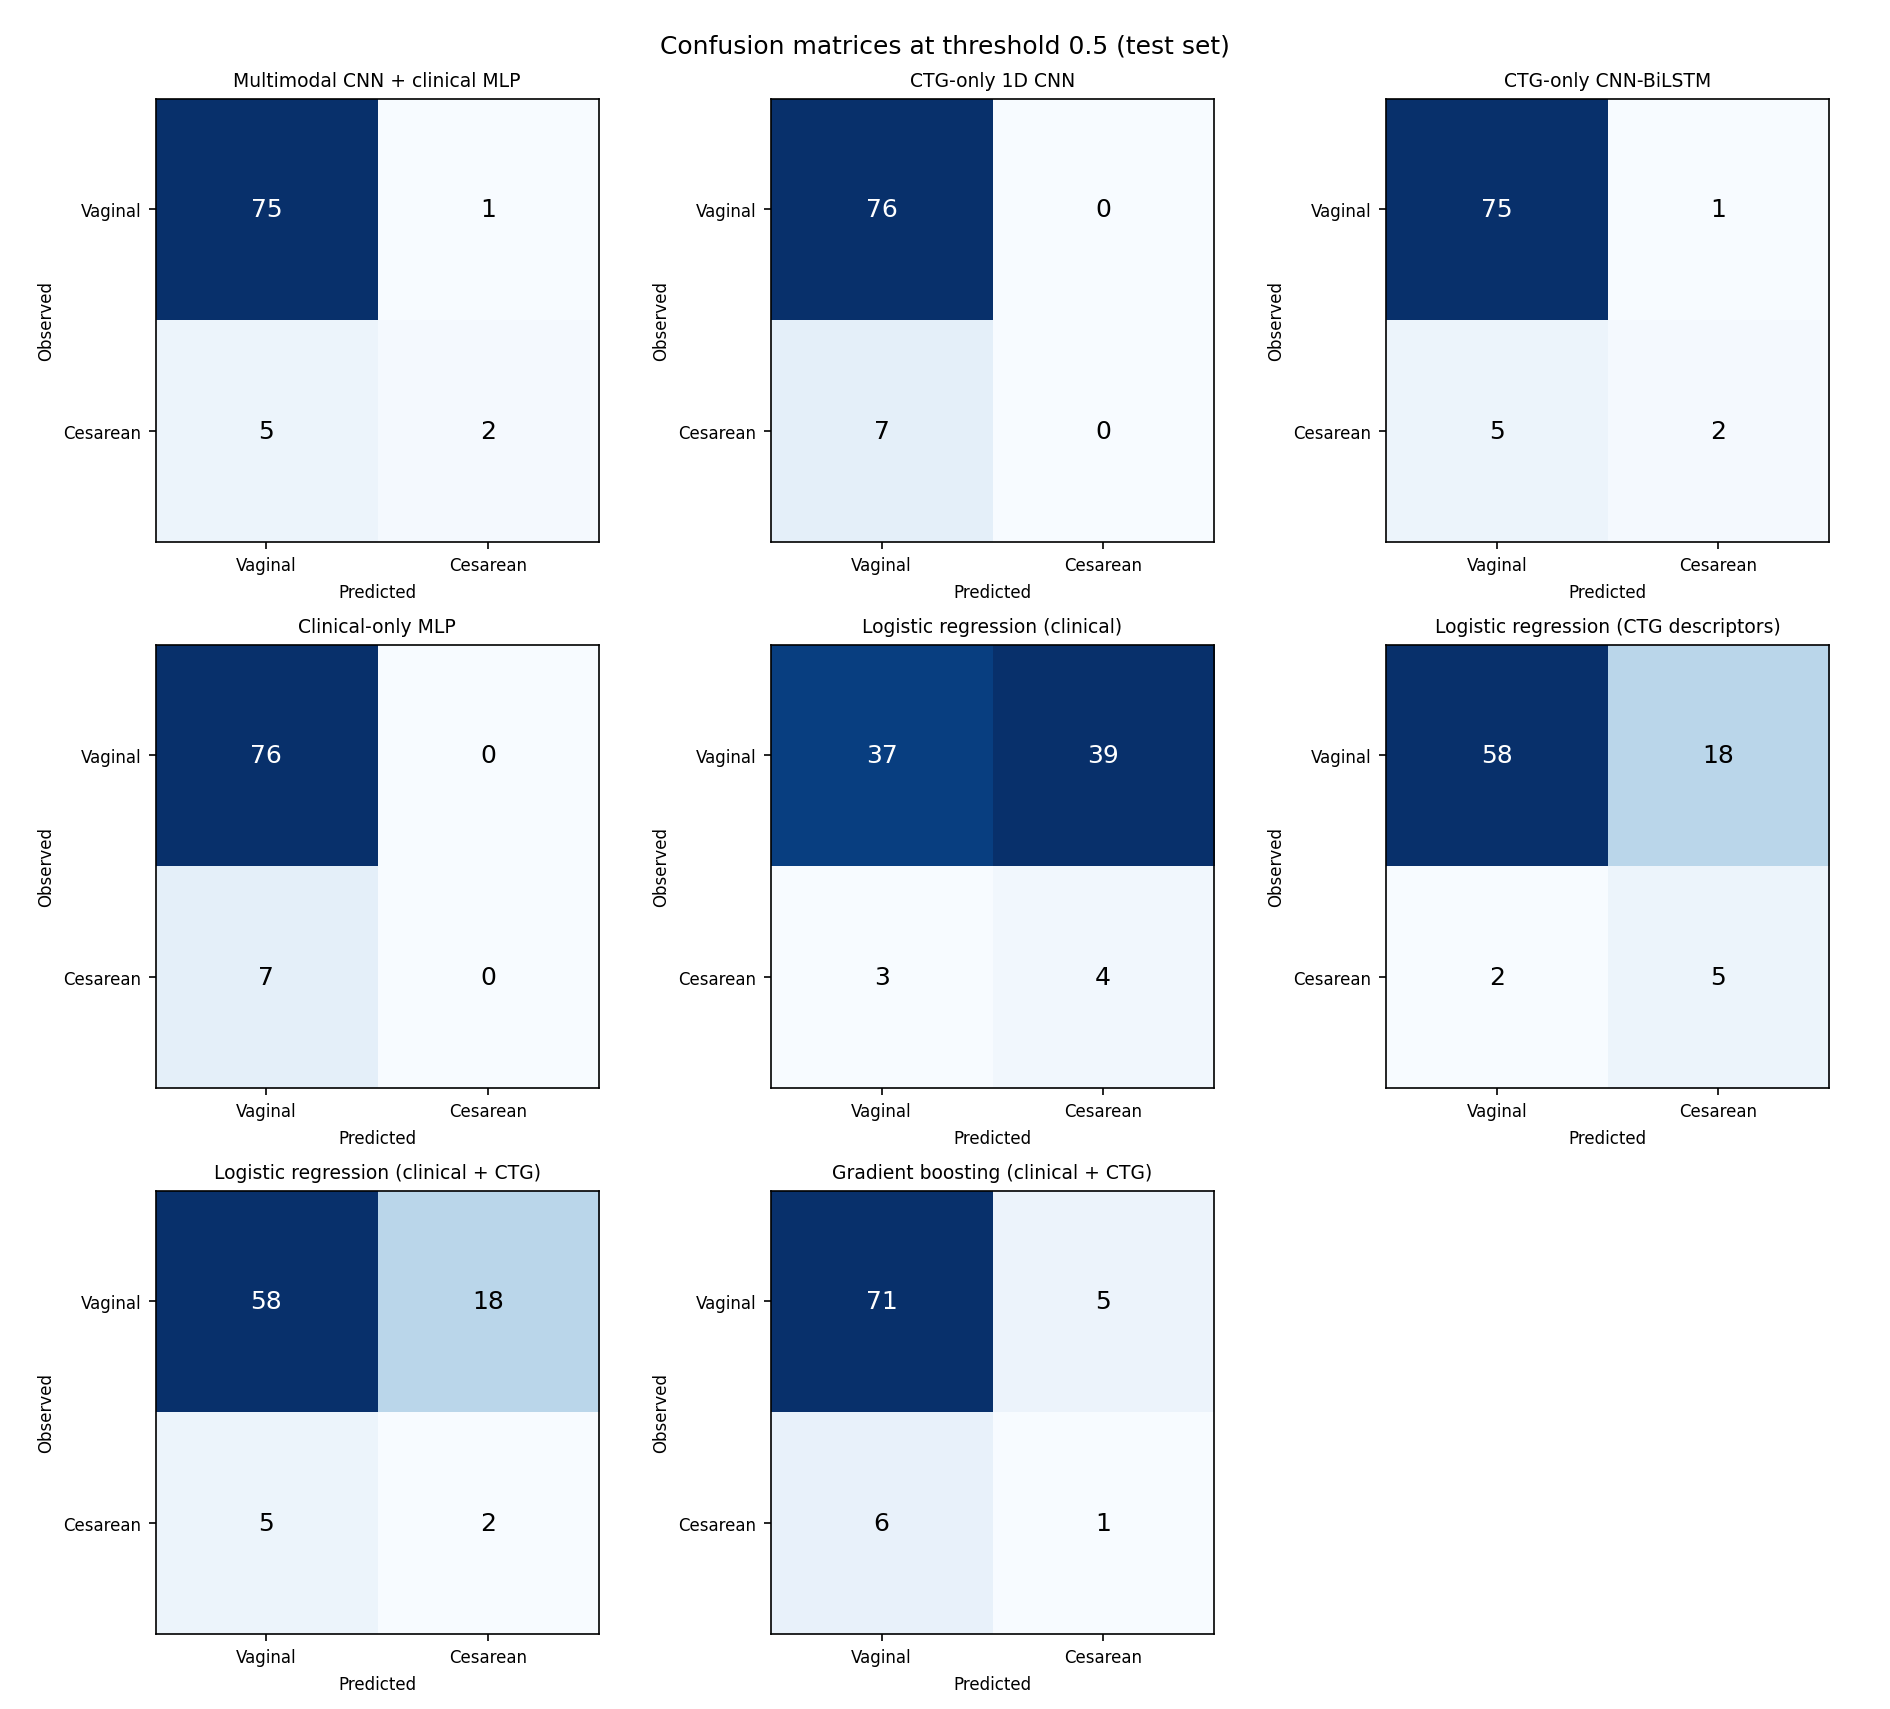 Confusion matrices at threshold 0.5 (test set)
Multimodal CNN + clinical MLP
Observed
Vaginal
75 1
Cesarean
5 2
Vaginal Cesarean
Predicted
CTG-only 1D CNN
Observed
Vaginal
76 0
Cesarean
7 0
Vaginal Cesarean
Predicted
CTG-only CNN-BiLSTM
Observed
Vaginal
75 1
Cesarean
5 2
Vaginal Cesarean
Predicted
Clinical-only MLP
Observed
Vaginal
76 0
Cesarean
7 0
Vaginal Cesarean
Predicted
Logistic regression (clinical)
Observed
Vaginal
37 39
Cesarean
3 4
Vaginal Cesarean
Predicted
Logistic regression (CTG descriptors)
Observed
Vaginal
58 18
Cesarean
2 5
Vaginal Cesarean
Predicted
Logistic regression (clinical + CTG)
Observed
Vaginal
58 18
Cesarean
5 2
Vaginal Cesarean
Predicted
Gradient boosting (clinical + CTG)
Observed
Vaginal
71 5
Cesarean
6 1
Vaginal Cesarean
Predicted